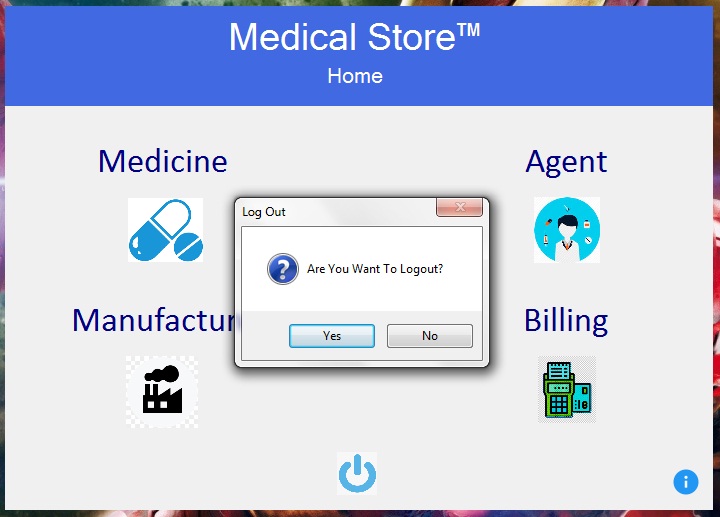 Medical Store™
Home
Medicine
Agent
Log Out
Are You Want To Logout?
Manufactur
Billing
Yes
No